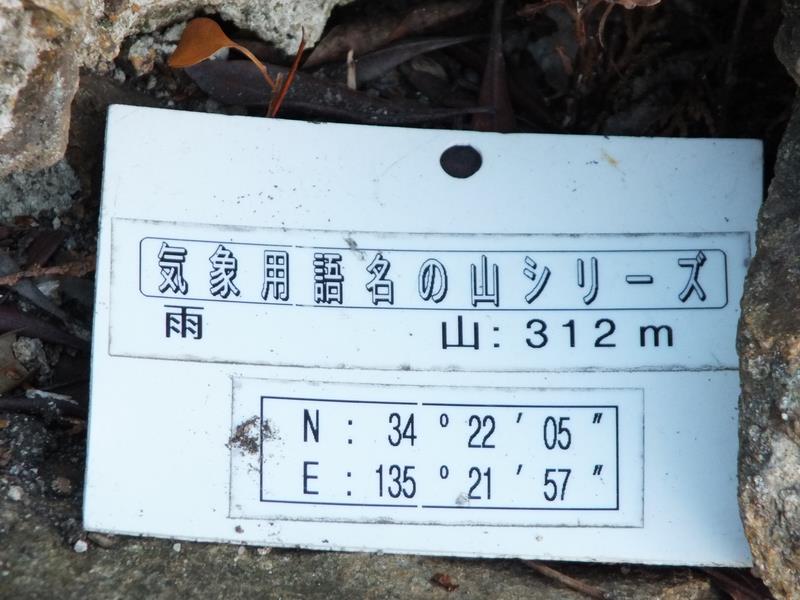 気象用語名の山シリーズ
雨 山: 312 m
N : 34 ° 22 ′ 05 ″
E : 135 ° 21 ′ 57 ″